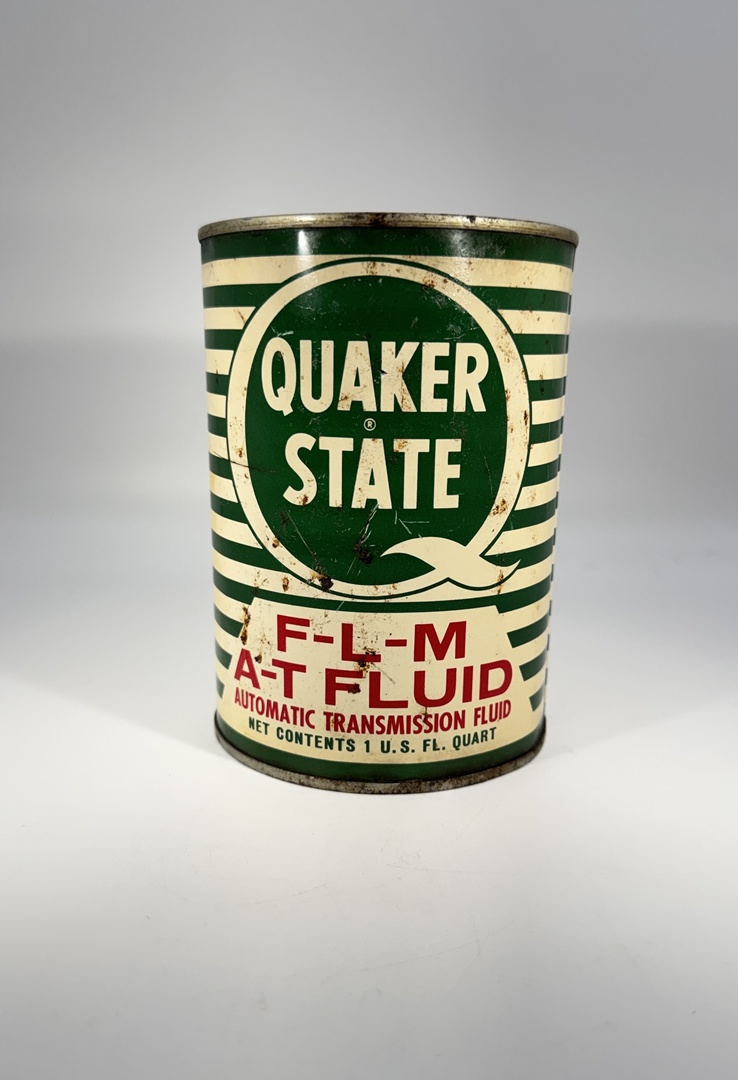 QUAKER
®
STATE
F-L-M
A-T FLUID
AUTOMATIC TRANSMISSION FLUID
NET CONTENTS 1 U.S. FL. QUART